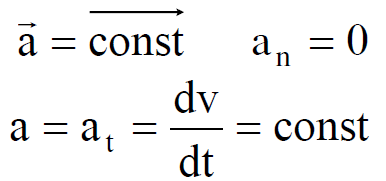 a⃗ = const⃗ aₙ = 0
a = aₜ = dv/dt = const